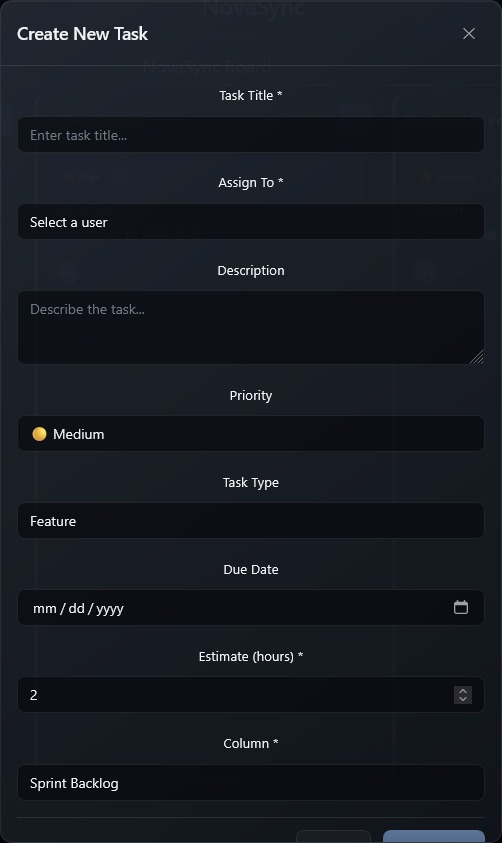 NovaSync
Create New Task
NovaSync Board
Task Title *
Enter task title...
Assign To *
Select a user
Description
Describe the task...
Priority
Medium
Task Type
Feature
Due Date
mm / dd / yyyy
Estimate (hours) *
2
Column *
Sprint Backlog